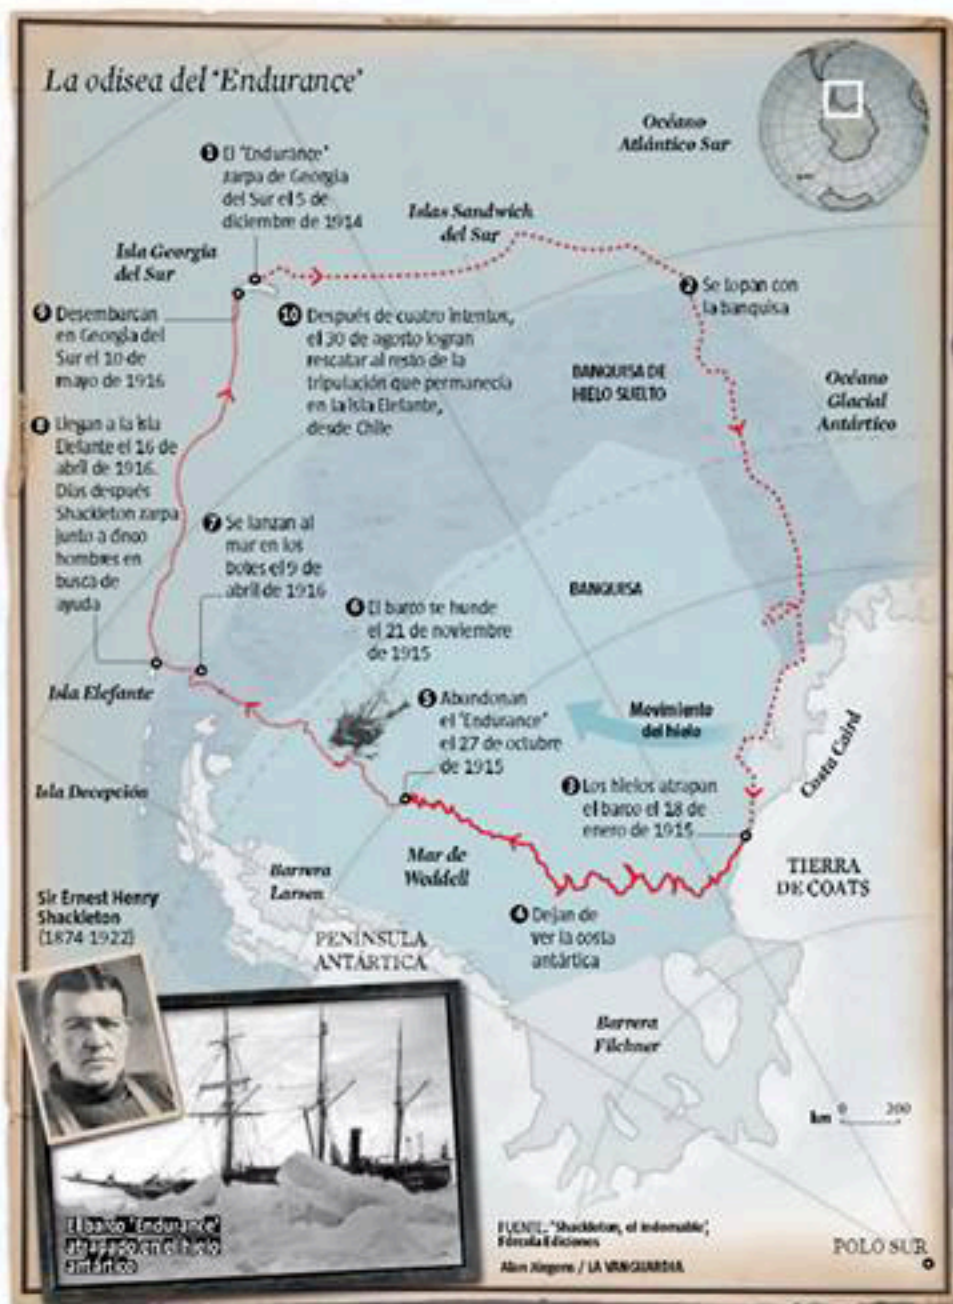 La odisea del 'Endurance'
Océano
Atlántico Sur
1 El 'Endurance'
zarpa de Georgia
del Sur el 5 de
diciembre de 1914
Islas Sandwich
del Sur
Isla Georgia
del Sur
2 Se topan con
la banquisa
9 Desembarcan
en Georgia del
Sur el 10 de
mayo de 1916
10 Después de cuatro intentos,
el 30 de agosto logran
rescatar al resto de la
tripulación que permanecía
en la isla Elefante,
desde Chile
BANQUISA DE
HIELO SUELTO
Océano
Glacial
Antártico
8 Llegan a la isla
Elefante el 16 de
abril de 1916.
Días después
Shackleton zarpa
junto a cinco
hombres en
busca de
ayuda
7 Se lanzan al
mar en los
botes el 9 de
abril de 1916
BANQUISA
6 El barco se hunde
el 21 de noviembre
de 1915
Isla Elefante
5 Abandonan
el 'Endurance'
el 27 de octubre
de 1915
Movimiento
del hielo
Costa Caird
Isla Decepción
3 Los hielos atrapan
el barco el 18 de
enero de 1915
Barrera
Larsen
Mar de
Weddell
TIERRA
DE COATS
Sir Ernest Henry
Shackleton
(1874-1922)
4 Dejan de
ver la costa
antártica
PENÍNSULA
ANTÁRTICA
Barrera
Filchner
km 0 200
El barco 'Endurance'
atrapado en el hielo
antártico
FUENTE: 'Shackleton, el indomable',
Fórcola Ediciones
Alan Jürgens / LA VANGUARDIA
POLO SUR